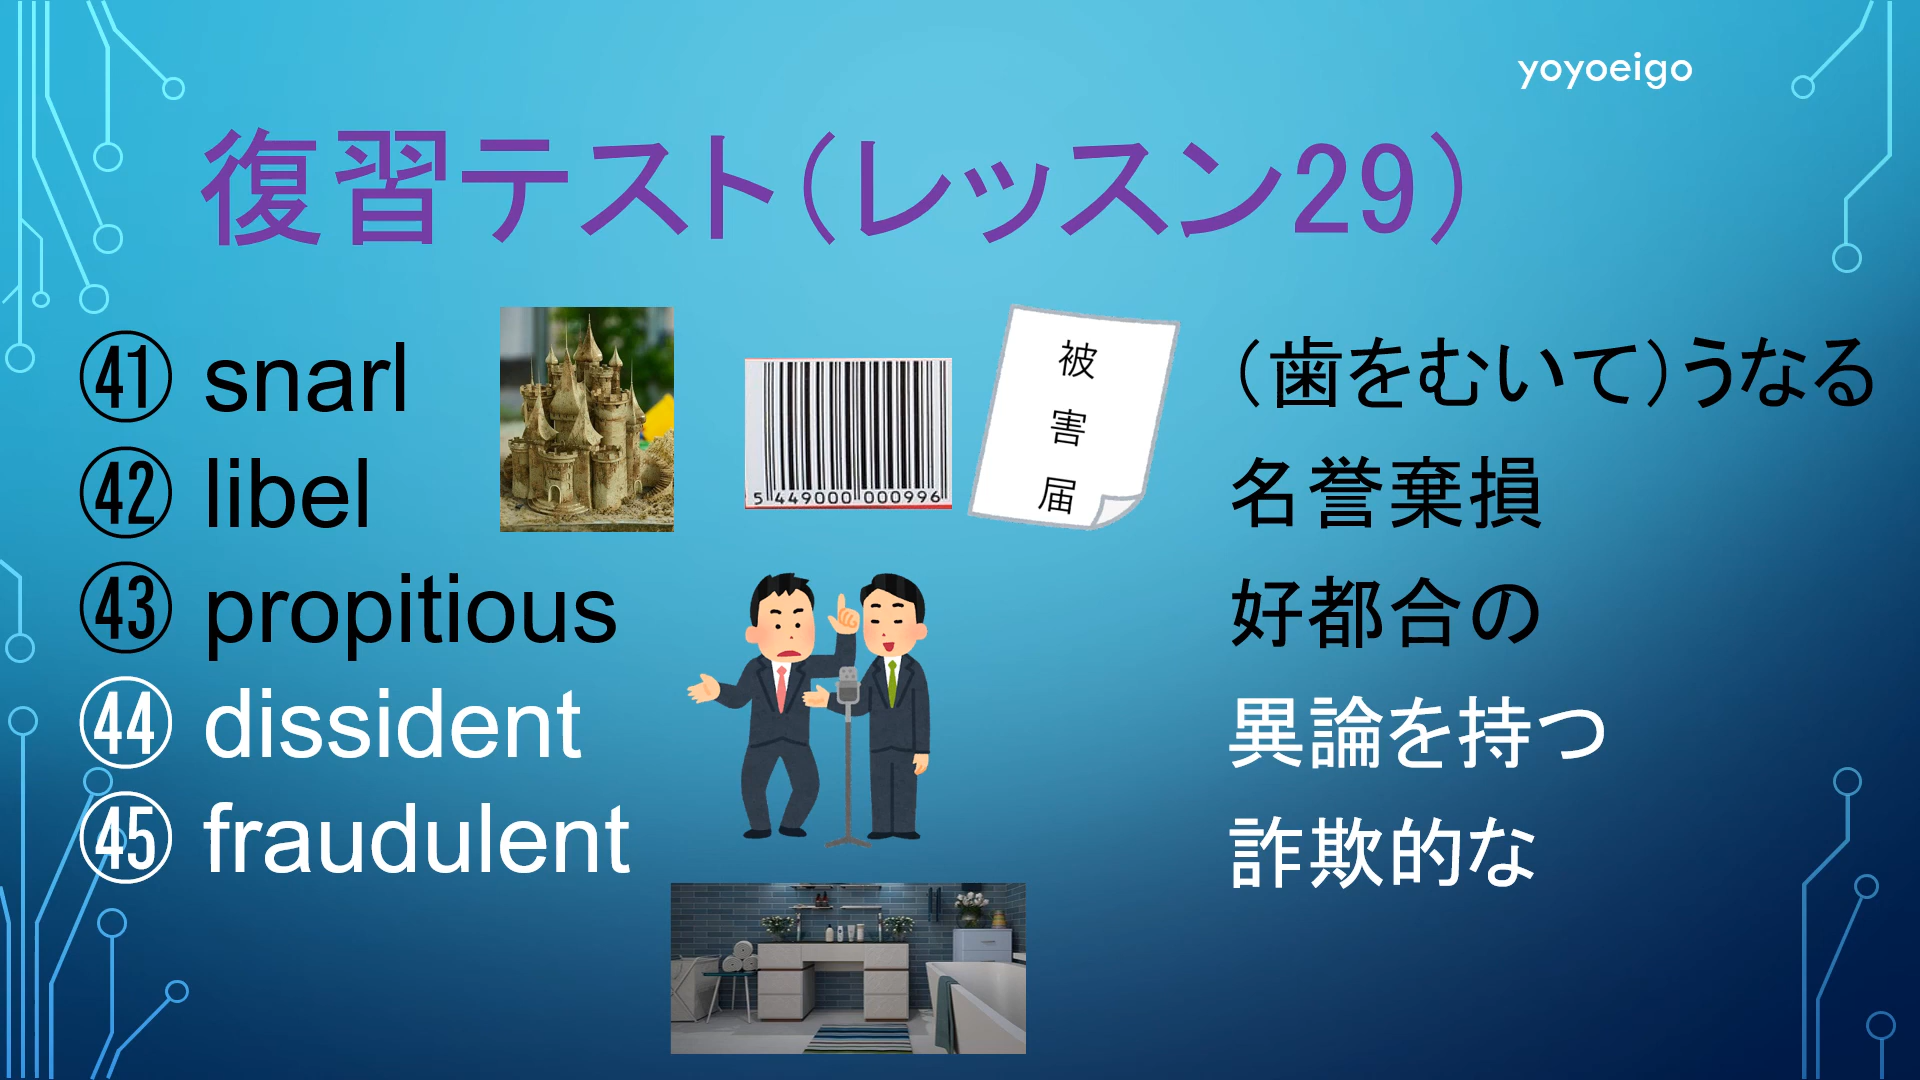 yoyoeigo
復習テスト（レッスン29）
㊶ snarl
（歯をむいて）うなる
㊷ libel
名誉棄損
㊸ propitious
好都合の
㊹ dissident
異論を持つ
㊺ fraudulent
詐欺的な
5 449000 000996
被害届